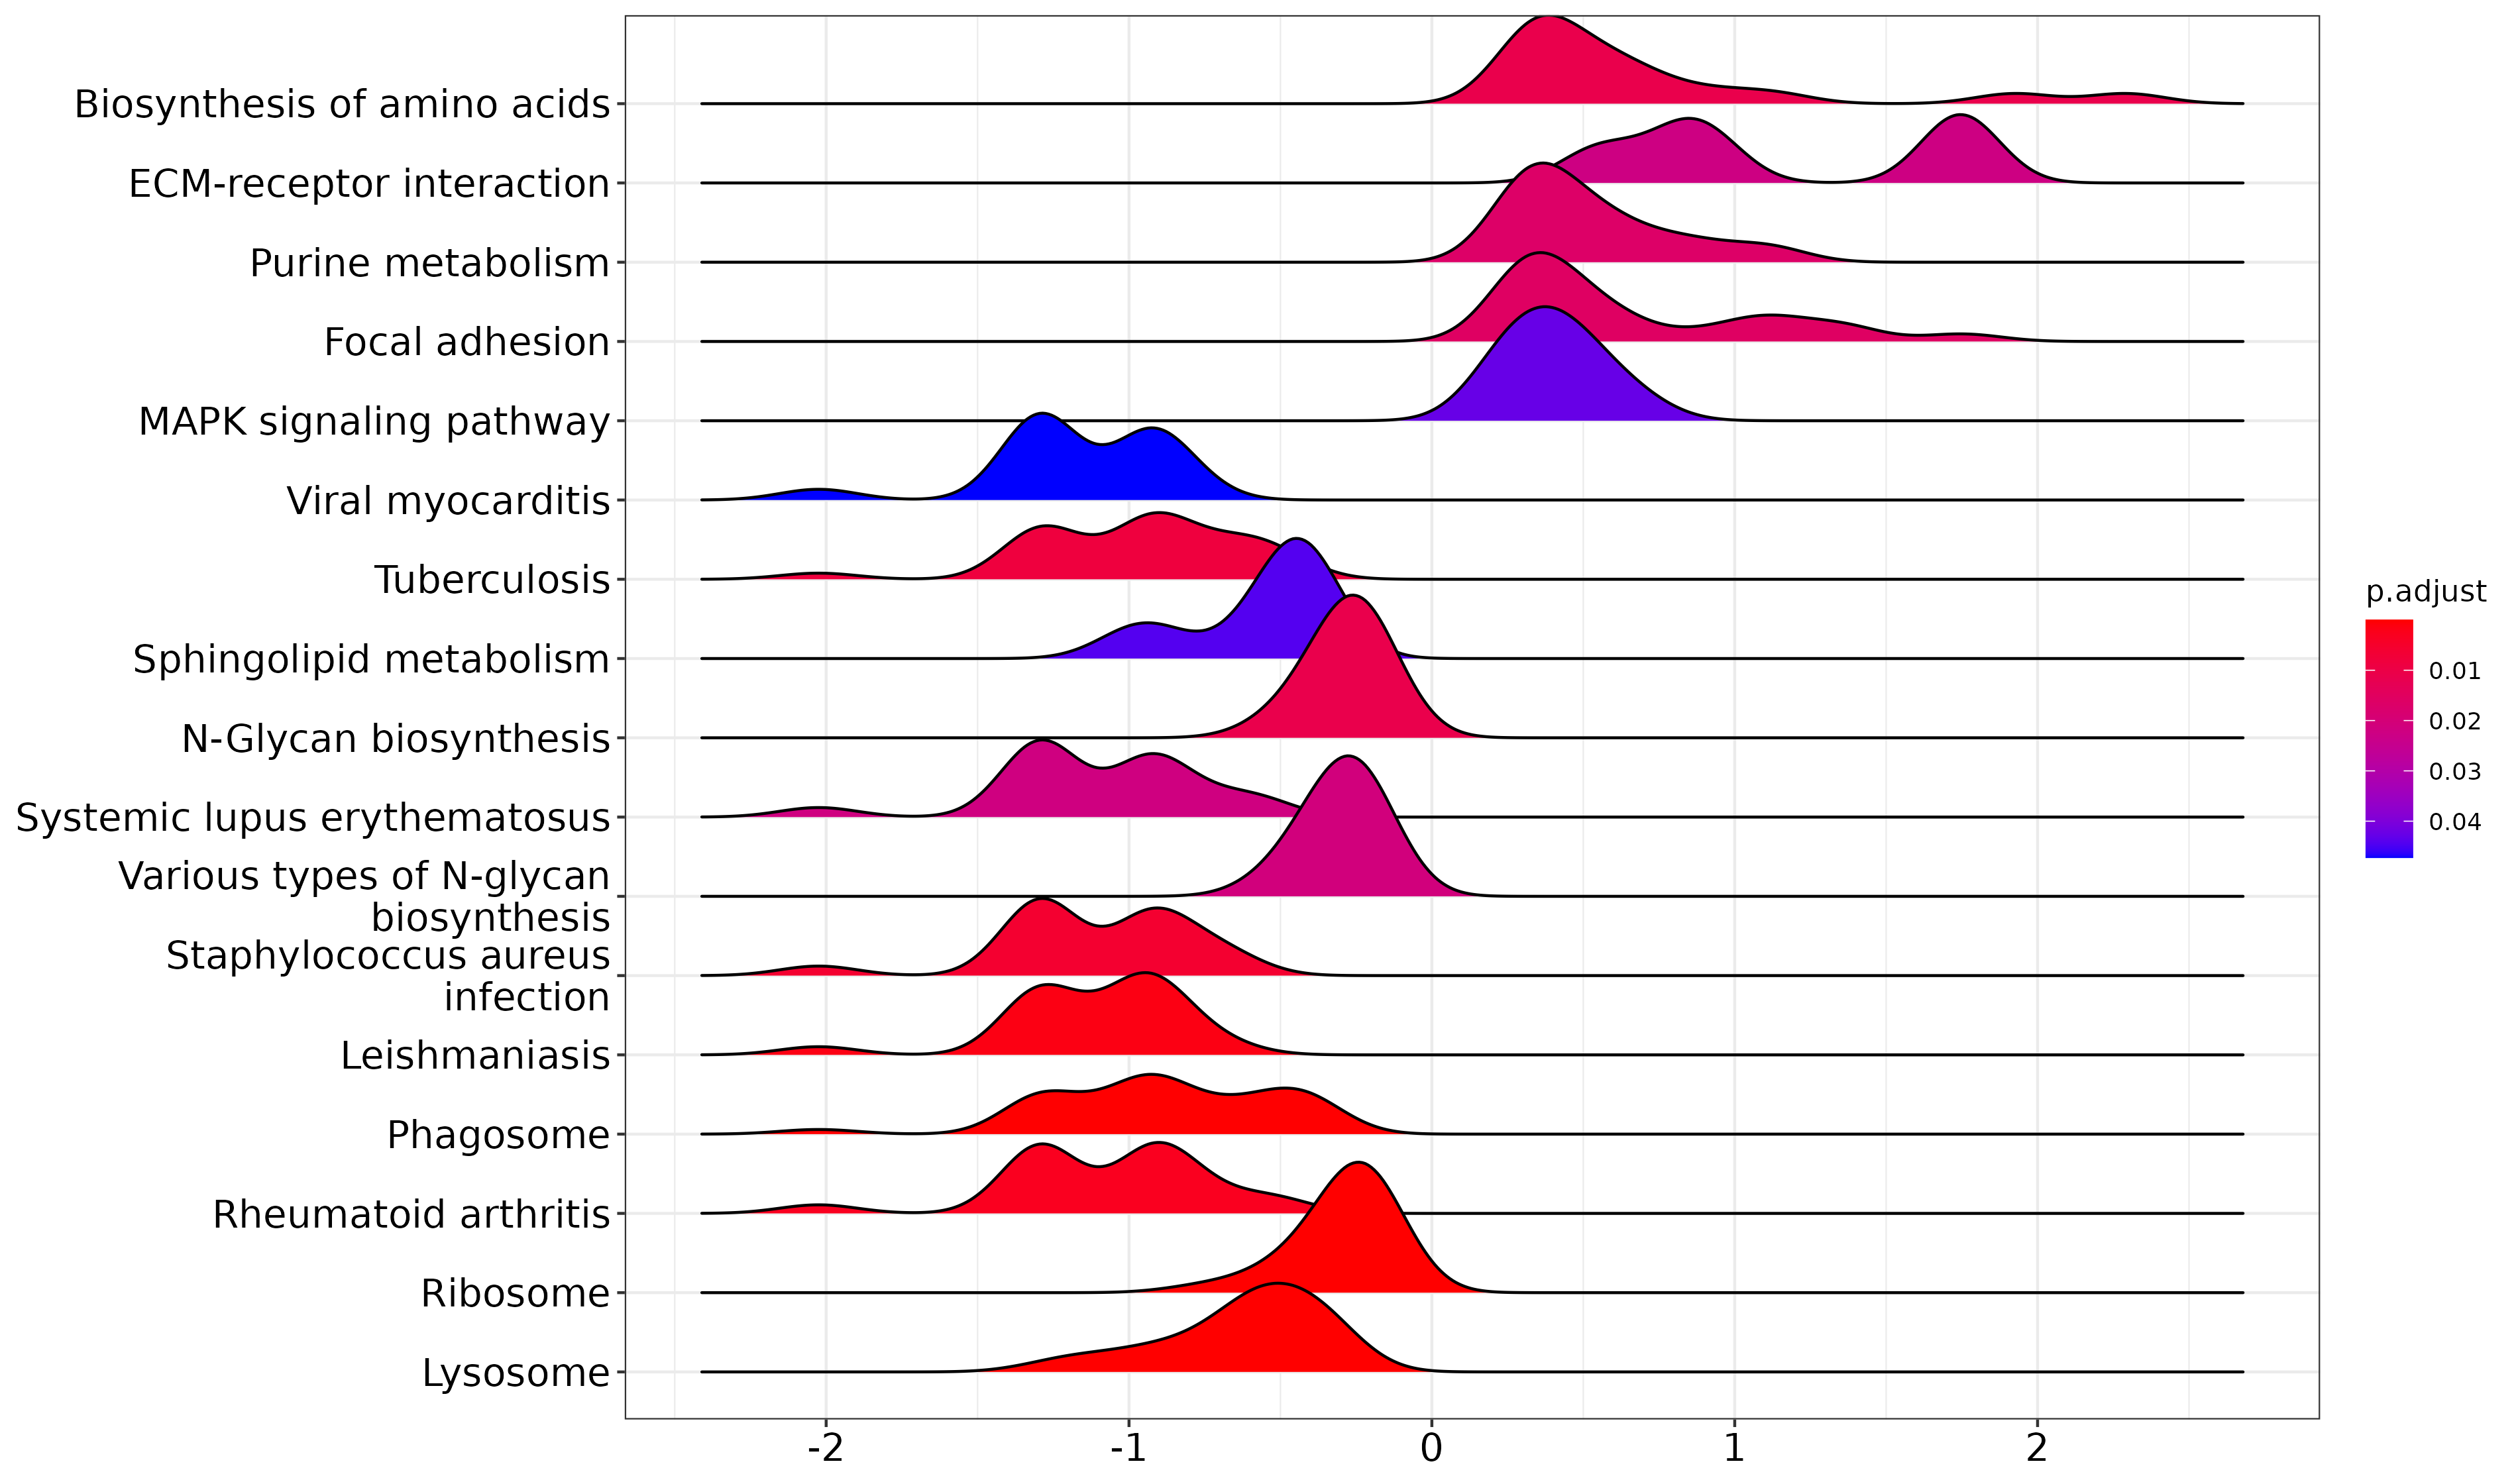 Biosynthesis of amino acids
ECM-receptor interaction
Purine metabolism
Focal adhesion
MAPK signaling pathway
Viral myocarditis
Tuberculosis
Sphingolipid metabolism
N-Glycan biosynthesis
Systemic lupus erythematosus
Various types of N-glycan
biosynthesis
Staphylococcus aureus
infection
Leishmaniasis
Phagosome
Rheumatoid arthritis
Ribosome
Lysosome
-2
-1
0
1
2
p.adjust
0.01
0.02
0.03
0.04